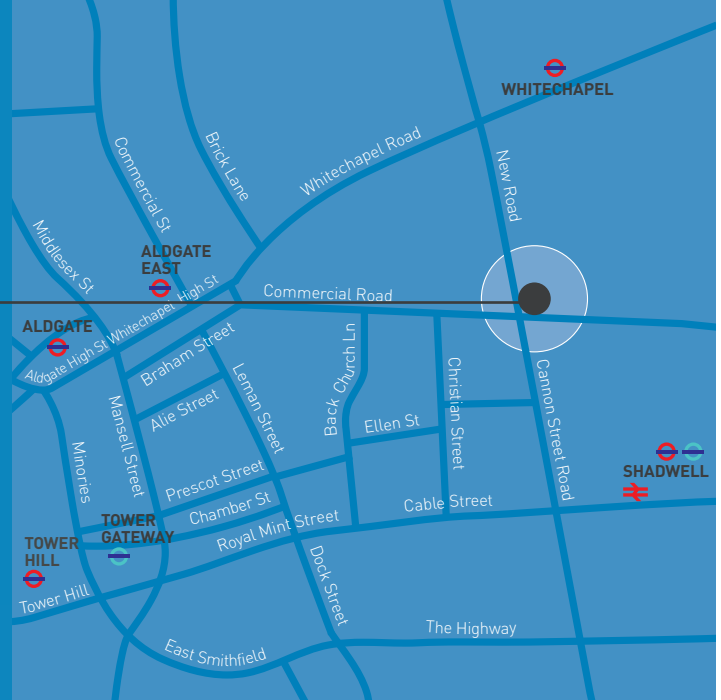 WHITECHAPEL
Whitechapel Road
Brick Lane
Commercial St
New Road
Middlesex St
ALDGATE
EAST
Commercial Road
Whitechapel High St
ALDGATE
Aldgate High St
Braham Street
Back Church Ln
Alie Street
Leman Street
Christian Street
Cannon Street Road
Mansell Street
Ellen St
Minories
Prescot Street
SHADWELL
Chamber St
Cable Street
TOWER
GATEWAY
Royal Mint Street
TOWER
HILL
Dock Street
Tower Hill
The Highway
East Smithfield